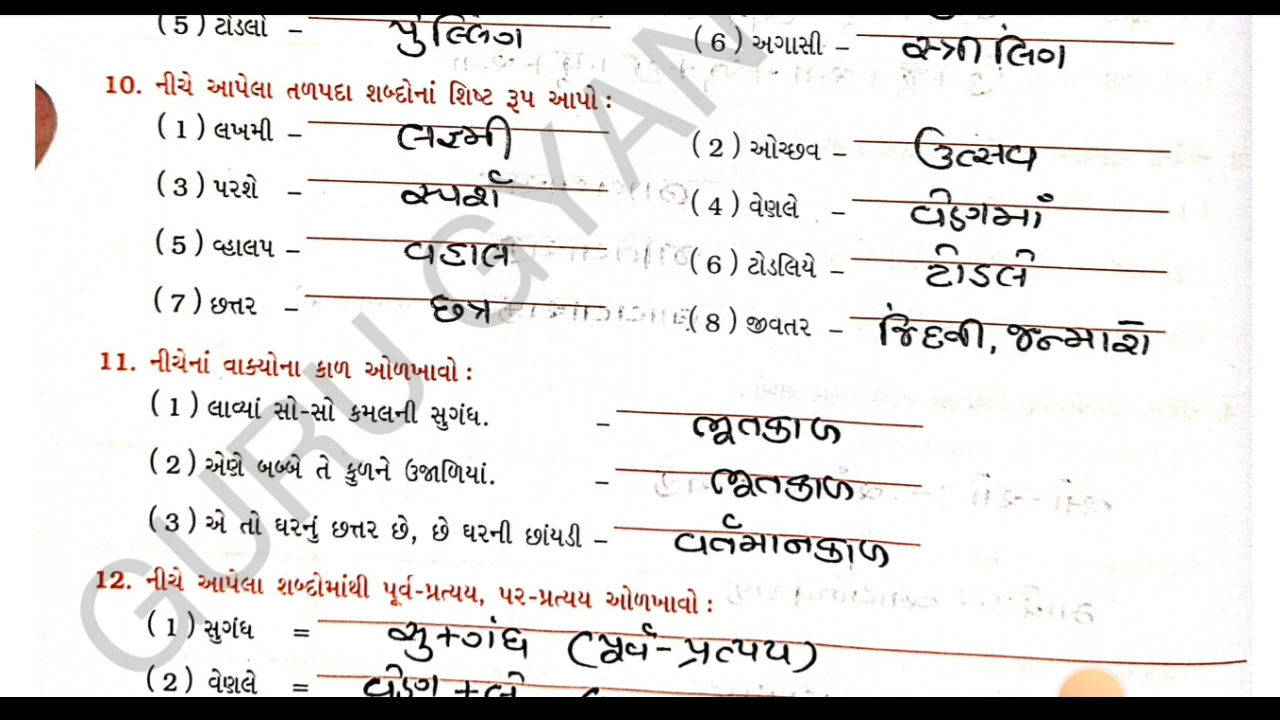 (5) ટોડલો – પુંલ્લિંગ (6) અગાસી – સ્ત્રીલિંગ
10. નીચે આપેલા તળપદા શબ્દોનાં શિષ્ટ રૂપ આપો :
(1) લખમી – લક્ષ્મી (2) ઓચ્છવ – ઉત્સવ
(3) પરશે – સ્પર્શે (4) વેણલે – વેણમાં
(5) વ્હાલપ – વહાલ (6) ટોડલિયે – ટોડલે
(7) છત્તર – છત્ર (8) જીવતર – જિંદગી, જન્મારો
11. નીચેનાં વાક્યોના કાળ ઓળખાવો :
(1) લાવ્યાં સો-સો કમલની સુગંધ. – ભૂતકાળ
(2) એણે બબ્બે તે કુળને ઉજાળિયાં. – ભૂતકાળ
(3) એ તો ઘરનું છત્તર છે, છે ઘરની છાંયડી – વર્તમાનકાળ
12. નીચે આપેલા શબ્દોમાંથી પૂર્વ-પ્રત્યય, પર-પ્રત્યય ઓળખાવો :
(1) સુગંધ = સુ+ગંધ (પૂર્વ-પ્રત્યય)
(2) વેણલે = વેણ+લે
GURU GYAN